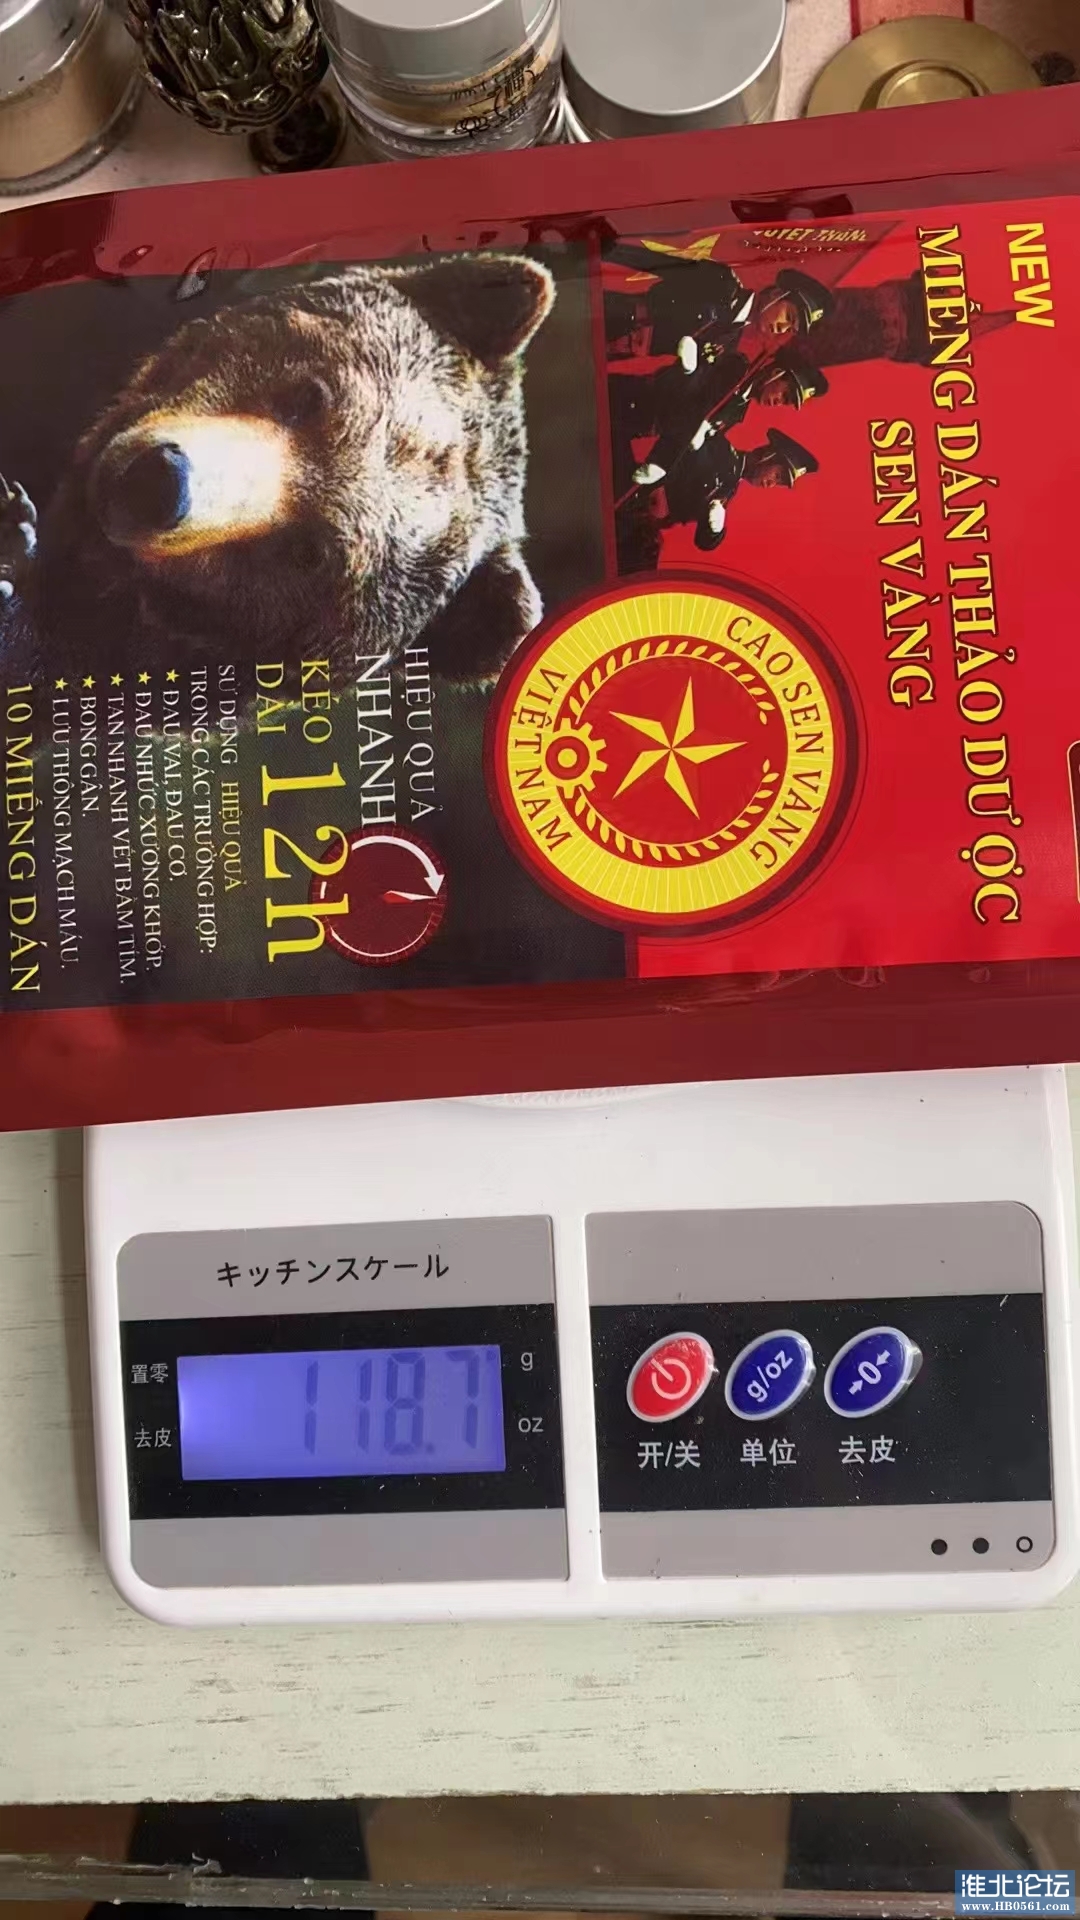 NEW
MIẾNG DÁN THẢO DƯỢC
SEN VÀNG
CAO SEN VÀNG
VIỆT NAM
HIỆU QUẢ
NHANH
KÉO
DÀI 12h
SỬ DỤNG HIỆU QUẢ
TRONG CÁC TRƯỜNG HỢP:
★ ĐAU VAI, ĐAU CƠ.
★ ĐAU NHỨC XƯƠNG KHỚP.
★ TAN NHANH VẾT BẦM TÍM.
★ BONG GÂN.
★ LƯU THÔNG MẠCH MÁU.
10 MIẾNG DÁN
キッチンスケール
置零
去皮
118.7
g
oz
g/oz
→0←
开/关
单位
去皮
淮北论坛
www.HB0561.com